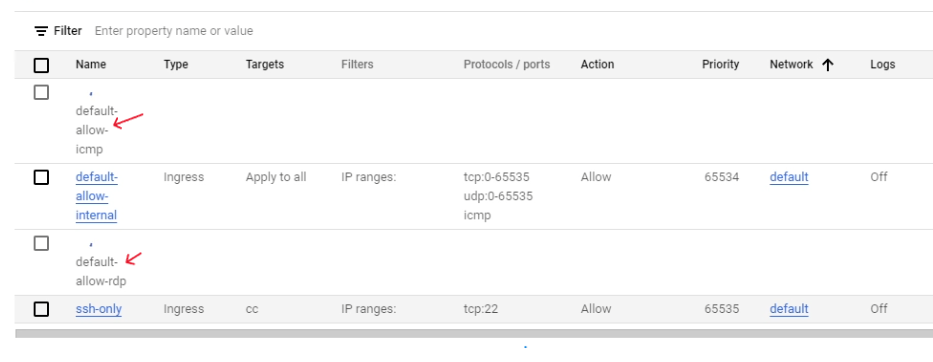 Filter Enter property name or value
Name Type Targets Filters Protocols / ports Action Priority Network Logs
default-
allow-
icmp
default- Ingress Apply to all IP ranges: tcp:0-65535 Allow 65534 default Off
allow- udp:0-65535
internal icmp
default-
allow-rdp
ssh-only Ingress cc IP ranges: tcp:22 Allow 65535 default Off